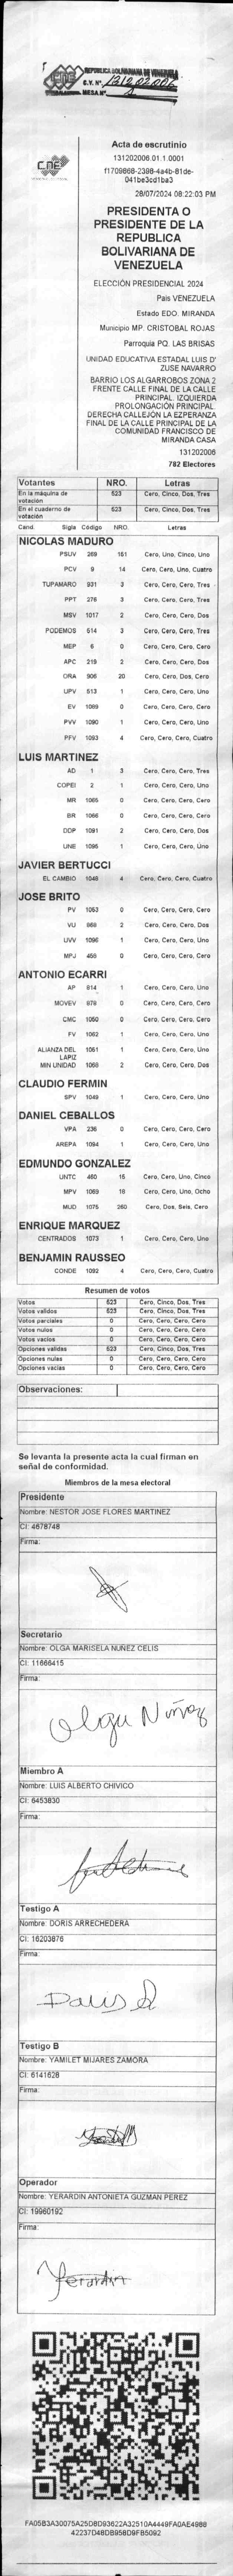 CNE
REPÚBLICA BOLIVARIANA DE VENEZUELA
C.V. Nº 131202006
MESA Nº
CNE
Acta de escrutinio
131202006.01.1.0001
f1709868-2398-4a4b-81de-
041be3cd1ba3
28/07/2024 08:22:03 PM
PRESIDENTA O
PRESIDENTE DE LA
REPUBLICA
BOLIVARIANA DE
VENEZUELA
ELECCIÓN PRESIDENCIAL 2024
Pais VENEZUELA
Estado EDO. MIRANDA
Municipio MP. CRISTOBAL ROJAS
Parroquia PQ. LAS BRISAS
UNIDAD EDUCATIVA ESTADAL LUIS D'
ZUSE NAVARRO
BARRIO LOS ALGARROBOS ZONA 2
FRENTE CALLE FINAL DE LA CALLE
PRINCIPAL. IZQUIERDA
PROLONGACIÓN PRINCIPAL.
DERECHA CALLEJÓN LA EZPERANZA
FINAL DE LA CALLE PRINCIPAL DE LA
COMUNIDAD FRANCISCO DE
MIRANDA CASA
131202006
782 Electores
Votantes NRO. Letras
En la máquina de votación 523 Cero, Cinco, Dos, Tres
En el cuaderno de votación 523 Cero, Cinco, Dos, Tres
Cand. Sigla Código NRO. Letras
NICOLAS MADURO
PSUV 289 151 Cero, Uno, Cinco, Uno
PCV 9 14 Cero, Cero, Uno, Cuatro
TUPAMARO 931 3 Cero, Cero, Cero, Tres
PPT 276 3 Cero, Cero, Cero, Tres
MSV 1017 2 Cero, Cero, Cero, Dos
PODEMOS 514 3 Cero, Cero, Cero, Tres
MEP 6 0 Cero, Cero, Cero, Cero
APC 219 2 Cero, Cero, Cero, Dos
ORA 906 20 Cero, Cero, Dos, Cero
UPV 513 1 Cero, Cero, Cero, Uno
EV 1089 0 Cero, Cero, Cero, Cero
PVV 1090 1 Cero, Cero, Cero, Uno
PFV 1093 4 Cero, Cero, Cero, Cuatro
LUIS MARTINEZ
AD 1 3 Cero, Cero, Cero, Tres
COPEI 2 1 Cero, Cero, Cero, Uno
MR 1065 0 Cero, Cero, Cero, Cero
BR 1066 0 Cero, Cero, Cero, Cero
DDP 1091 2 Cero, Cero, Cero, Dos
UNE 1095 1 Cero, Cero, Cero, Uno
JAVIER BERTUCCI
EL CAMBIO 1048 4 Cero, Cero, Cero, Cuatro
JOSE BRITO
PV 1053 0 Cero, Cero, Cero, Cero
VU 869 2 Cero, Cero, Cero, Dos
UVV 1096 1 Cero, Cero, Cero, Uno
MPJ 455 0 Cero, Cero, Cero, Cero
ANTONIO ECARRI
AP 814 1 Cero, Cero, Cero, Uno
MOVEV 879 0 Cero, Cero, Cero, Cero
CMC 1050 0 Cero, Cero, Cero, Cero
FV 1062 1 Cero, Cero, Cero, Uno
ALIANZA DEL LAPIZ 1051 1 Cero, Cero, Cero, Uno
MIN UNIDAD 1068 2 Cero, Cero, Cero, Dos
CLAUDIO FERMIN
SPV 1049 1 Cero, Cero, Cero, Uno
DANIEL CEBALLOS
VPA 236 0 Cero, Cero, Cero, Cero
AREPA 1094 1 Cero, Cero, Cero, Uno
EDMUNDO GONZALEZ
UNTC 460 15 Cero, Cero, Uno, Cinco
MPV 1069 18 Cero, Cero, Uno, Ocho
MUD 1075 260 Cero, Dos, Seis, Cero
ENRIQUE MARQUEZ
CENTRADOS 1073 1 Cero, Cero, Cero, Uno
BENJAMIN RAUSSEO
CONDE 1092 4 Cero, Cero, Cero, Cuatro
Resumen de votos
Votos 523 Cero, Cinco, Dos, Tres
Votos validos 523 Cero, Cinco, Dos, Tres
Votos parciales 0 Cero, Cero, Cero, Cero
Votos nulos 0 Cero, Cero, Cero, Cero
Votos vacios 0 Cero, Cero, Cero, Cero
Opciones validas 523 Cero, Cinco, Dos, Tres
Opciones nulas 0 Cero, Cero, Cero, Cero
Opciones vacias 0 Cero, Cero, Cero, Cero
Observaciones:
Se levanta la presente acta la cual firman en
señal de conformidad.
Miembros de la mesa electoral
Presidente
Nombre: NESTOR JOSE FLORES MARTINEZ
CI: 4678748
Firma:
Secretario
Nombre: OLGA MARISELA NUÑEZ CELIS
CI: 11666415
Firma:
Olga Núñez
Miembro A
Nombre: LUIS ALBERTO CHIVICO
CI: 6453830
Firma:
Testigo A
Nombre: DORIS ARRECHEDERA
CI: 16203876
Firma:
Doris A
Testigo B
Nombre: YAMILET MIJARES ZAMORA
CI: 6141628
Firma:
Operador
Nombre: YERARDIN ANTONIETA GUZMAN PEREZ
CI: 19960192
Firma:
Yerardin
FA05B3A30075A25D8D93622A32510A4449FA0AE4988
42237D48DB958D9FB5092